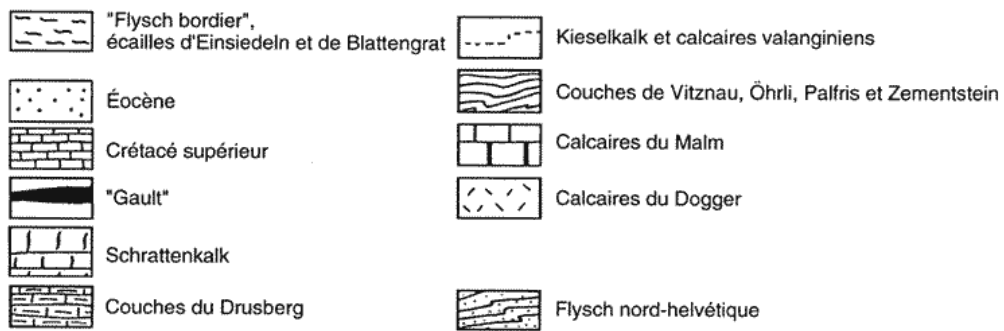 "Flysch bordier",
écailles d'Einsiedeln et de Blattengrat
Éocène
Crétacé supérieur
"Gault"
Schrattenkalk
Couches du Drusberg
Kieselkalk et calcaires valanginiens
Couches de Vitznau, Öhrli, Palfris et Zementstein
Calcaires du Malm
Calcaires du Dogger
Flysch nord-helvétique